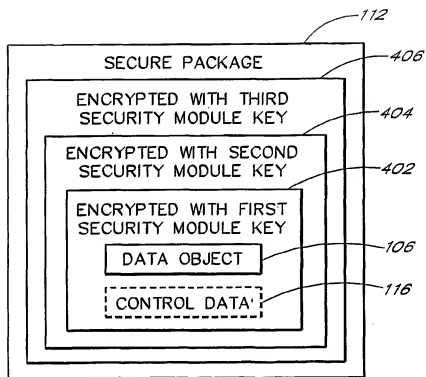 112
SECURE PACKAGE
406
ENCRYPTED WITH THIRD
SECURITY MODULE KEY
404
ENCRYPTED WITH SECOND
SECURITY MODULE KEY
402
ENCRYPTED WITH FIRST
SECURITY MODULE KEY
DATA OBJECT
106
CONTROL DATA
116